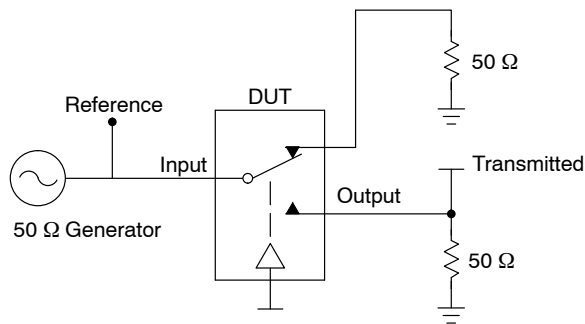 50 Ω
Reference
DUT
Transmitted
Input
Output
50 Ω Generator
50 Ω